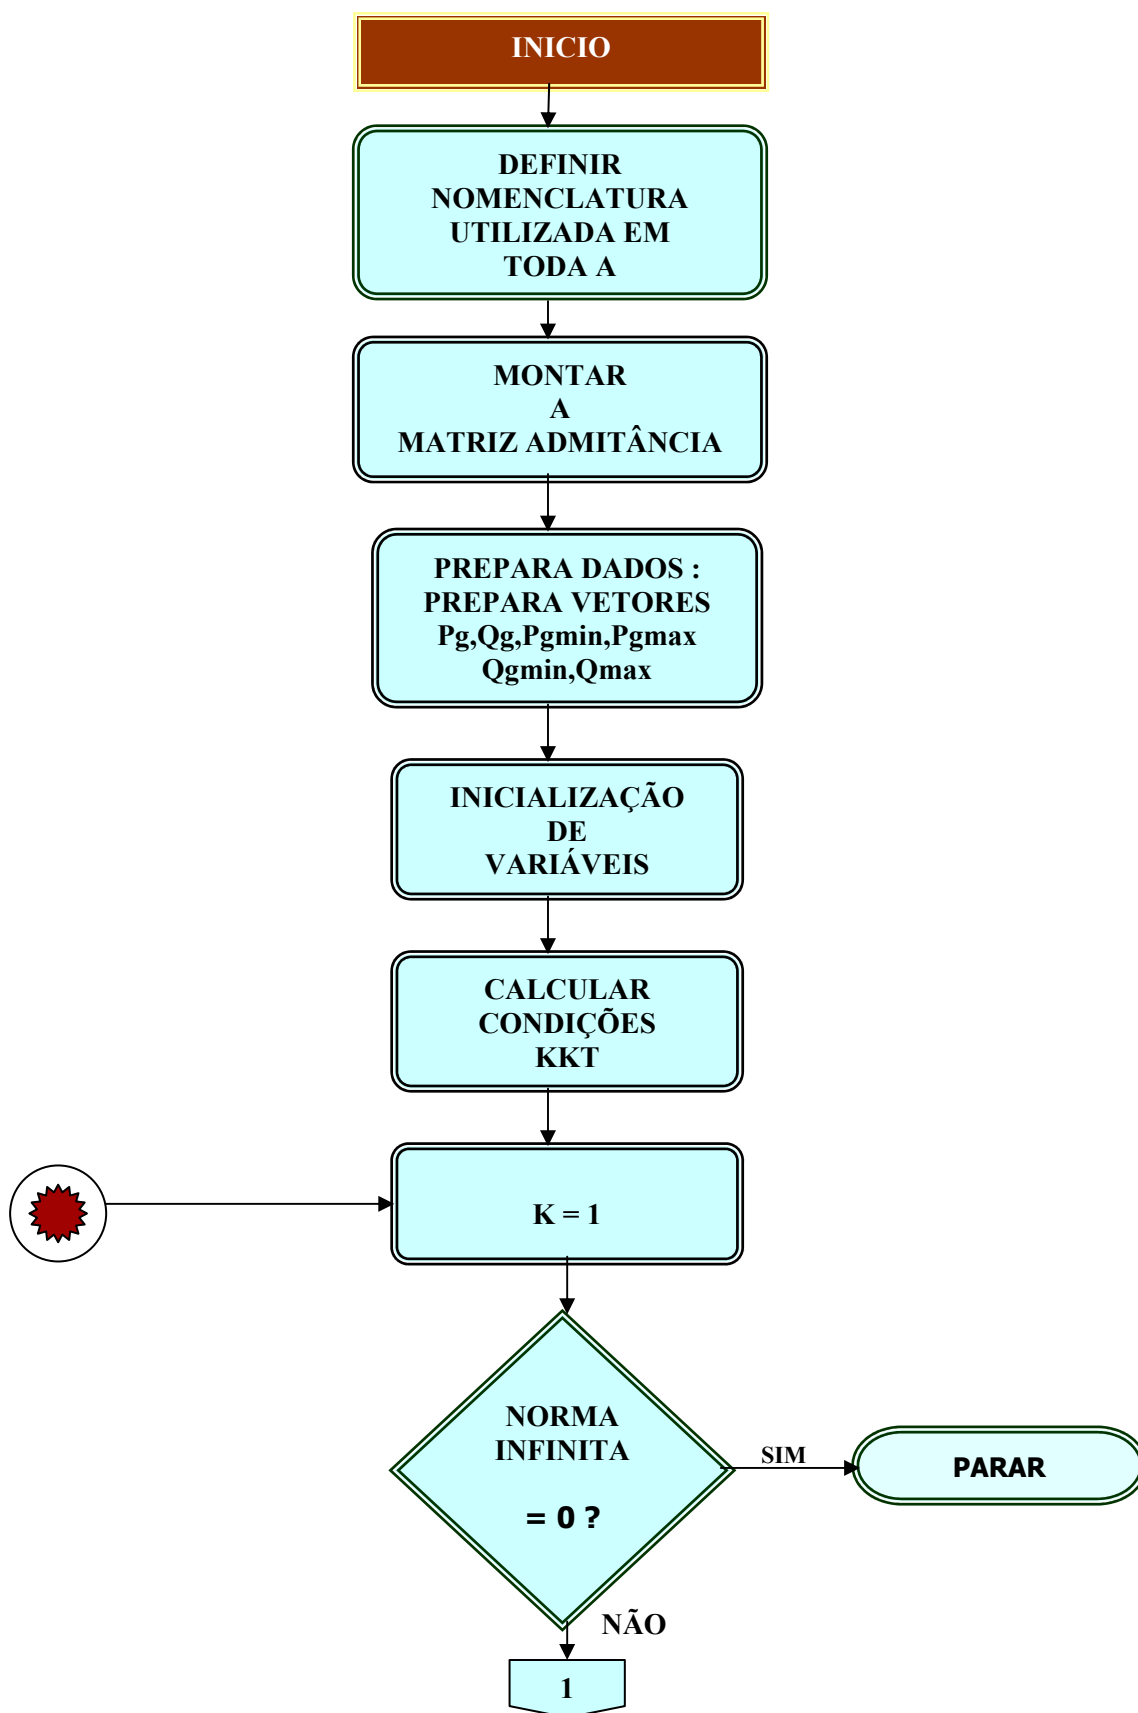 INICIO
DEFINIR
NOMENCLATURA
UTILIZADA EM
TODA A
MONTAR
A
MATRIZ ADMITÂNCIA
PREPARA DADOS :
PREPARA VETORES
Pg,Qg,Pgmin,Pgmax
Qgmin,Qmax
INICIALIZAÇÃO
DE
VARIÁVEIS
CALCULAR
CONDIÇÕES
KKT
K = 1
NORMA
INFINITA
= 0 ?
SIM
PARAR
NÃO
1